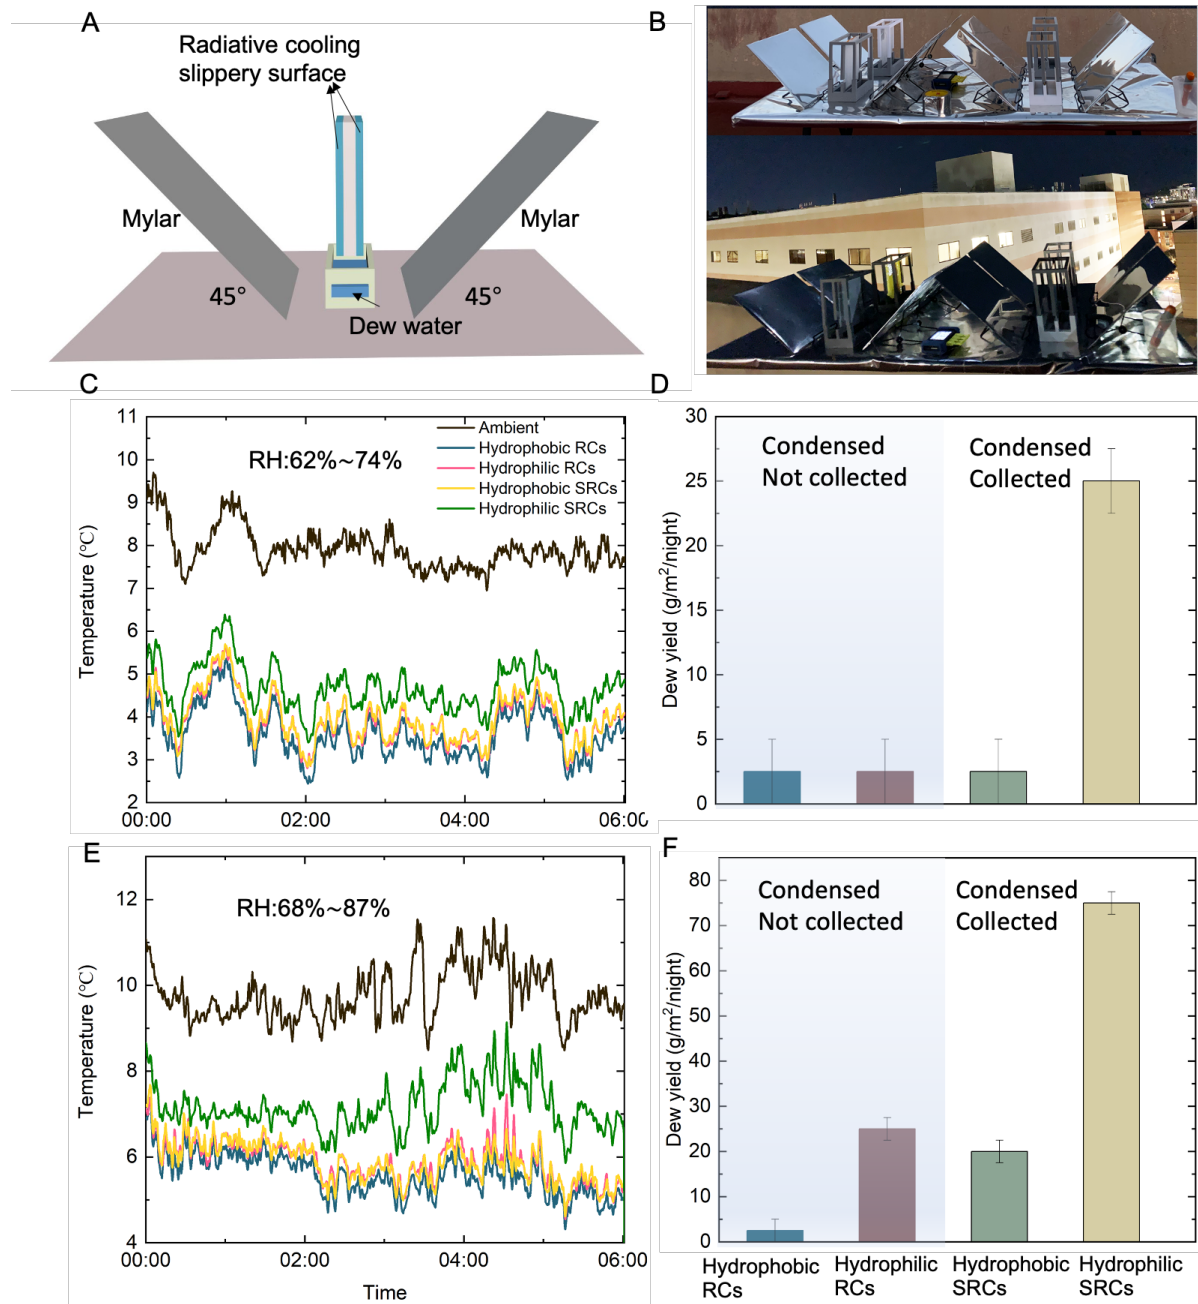 A
Radiative cooling
slippery surface
Mylar
Mylar
45°
45°
Dew water
B
C
11
10
9
8
7
6
5
4
3
2
Temperature (°C)
RH:62%~74%
Ambient
Hydrophobic RCs
Hydrophilic RCs
Hydrophobic SRCs
Hydrophilic SRCs
00:00
02:00
04:00
06:00
D
30
25
20
15
10
5
0
Dew yield (g/m²/night)
Condensed
Not collected
Condensed
Collected
E
12
10
8
6
4
Temperature (°C)
RH:68%~87%
00:00
02:00
04:00
06:00
Time
F
80
70
60
50
40
30
20
10
0
Dew yield (g/m²/night)
Condensed
Not collected
Condensed
Collected
Hydrophobic
RCs
Hydrophilic
RCs
Hydrophobic
SRCs
Hydrophilic
SRCs